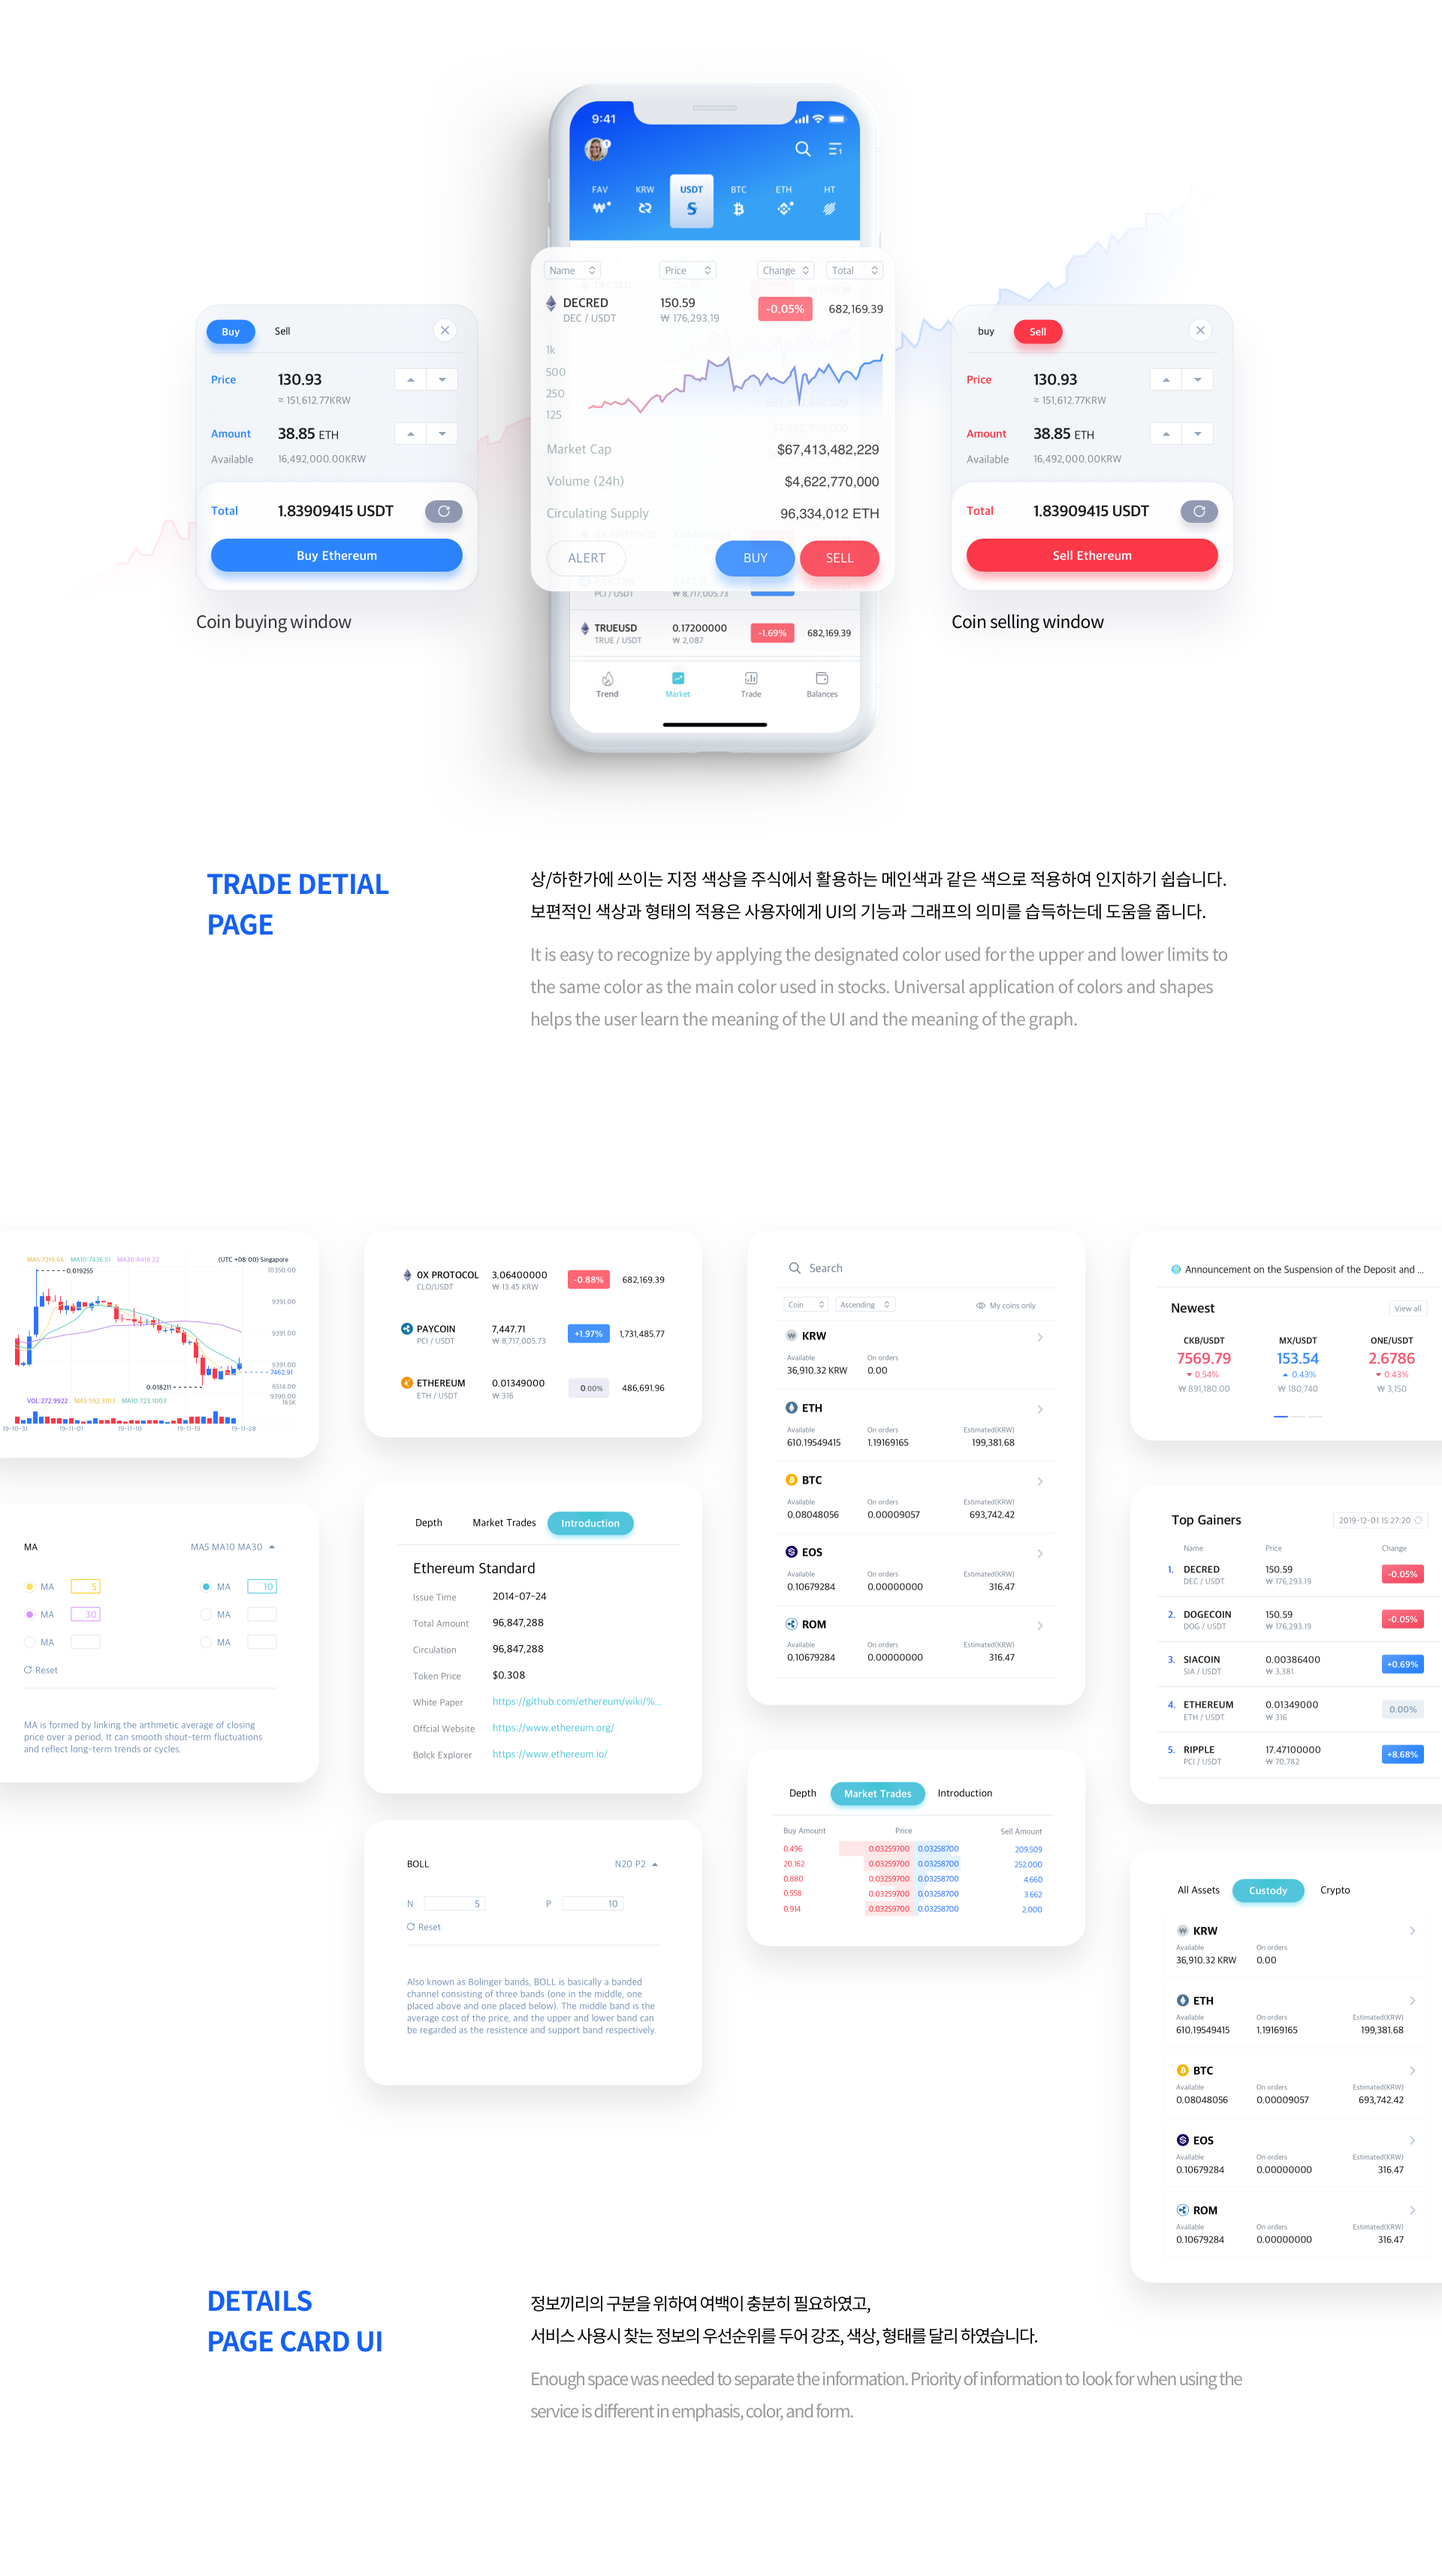 9:41
FAV KRW USDT BTC ETH HT
Name Price Change Total
DECRED 150.59 -0.05% 682,169.39
DEC / USDT ₩ 176,293.19
1k
500
250
125
Market Cap $67,413,482,229
Volume (24h) $4,622,770,000
Circulating Supply 96,334,012 ETH
ALERT BUY SELL
PCI / USDT ₩ 8,717,005.73
TRUEUSD 0.17200000 -1.69% 682,169.39
TRUE / USDT ₩ 2,087
Trend Market Trade Balances
Buy Sell
Price 130.93
≈ 151,612.77KRW
Amount 38.85 ETH
Available 16,492,000.00KRW
Total 1.83909415 USDT
Buy Ethereum
Coin buying window
buy Sell
Price 130.93
≈ 151,612.77KRW
Amount 38.85 ETH
Available 16,492,000.00KRW
Total 1.83909415 USDT
Sell Ethereum
Coin selling window
TRADE DETIAL
PAGE
상/하한가에 쓰이는 지정 색상을 주식에서 활용하는 메인색과 같은 색으로 적용하여 인지하기 쉽습니다.
보편적인 색상과 형태의 적용은 사용자에게 UI의 기능과 그래프의 의미를 습득하는데 도움을 줍니다.
It is easy to recognize by applying the designated color used for the upper and lower limits to
the same color as the main color used in stocks. Universal application of colors and shapes
helps the user learn the meaning of the UI and the meaning of the graph.
MA5:7219.66 MA10:7436.51 MA30:8419.22 (UTC +08:00) Singapore
0.019255
10350.00
9391.00
9391.00
9391.00
7462.91
0.018211
6514.00
9390.00
165K
VOL:272.9922 MA5:592.3013 MA10:723.1003
19-10-31 19-11-01 19-11-10 19-11-19 19-11-28
MA MA5 MA10 MA30
MA 5 MA 10
MA 30 MA
MA MA
Reset
MA is formed by linking the arthmetic average of closing
price over a period. It can smooth shout-term fluctuations
and reflect long-term trends or cycles.
0X PROTOCOL 3.06400000 -0.88% 682,169.39
CLO/USDT ₩ 13.45 KRW
PAYCOIN 7,447.71 +1.97% 1,731,485.77
PCI / USDT ₩ 8,717,005.73
ETHEREUM 0.01349000 0.00% 486,691.96
ETH / USDT ₩ 316
Depth Market Trades Introduction
Ethereum Standard
Issue Time 2014-07-24
Total Amount 96,847,288
Circulation 96,847,288
Token Price $0.308
White Paper https://github.com/ethereum/wiki/%...
Offcial Website https://www.ethereum.org/
Bolck Explorer https://www.ethereum.io/
BOLL N20 P2
N 5 P 10
Reset
Also known as Bolinger bands, BOLL is basically a banded
channel consisting of three bands (one in the middle, one
placed above and one placed below). The middle band is the
average cost of the price, and the upper and lower band can
be regarded as the resistence and support band respectively.
Search
Coin Ascending My coins only
KRW
Available On orders
36,910.32 KRW 0.00
ETH
Available On orders Estimated(KRW)
610.19549415 1.19169165 199,381.68
BTC
Available On orders Estimated(KRW)
0.08048056 0.00009057 693,742.42
EOS
Available On orders Estimated(KRW)
0.10679284 0.00000000 316.47
ROM
Available On orders Estimated(KRW)
0.10679284 0.00000000 316.47
Depth Market Trades Introduction
Buy Amount Price Sell Amount
0.496 0.03259700 0.03258700 209.509
20.162 0.03259700 0.03258700 252.000
0.880 0.03259700 0.03258700 4.660
0.558 0.03259700 0.03258700 3.662
0.914 0.03259700 0.03258700 2.000
Announcement on the Suspension of the Deposit and ...
Newest View all
CKB/USDT MX/USDT ONE/USDT
7569.79 153.54 2.6786
0.54% 0.43% 0.43%
₩ 891,180.00 ₩ 180,740 ₩ 3,150
Top Gainers 2019-12-01 15:27:20
Name Price Change
1. DECRED 150.59 -0.05%
DEC / USDT ₩ 176,293.19
2. DOGECOIN 150.59 -0.05%
DOG / USDT ₩ 176,293.19
3. SIACOIN 0.00386400 +0.69%
SIA / USDT ₩ 3,381
4. ETHEREUM 0.01349000 0.00%
ETH / USDT ₩ 316
5. RIPPLE 17.47100000 +8.68%
PCI / USDT ₩ 70,782
All Assets Custody Crypto
KRW
Available On orders
36,910.32 KRW 0.00
ETH
Available On orders Estimated(KRW)
610.19549415 1.19169165 199,381.68
BTC
Available On orders Estimated(KRW)
0.08048056 0.00009057 693,742.42
EOS
Available On orders Estimated(KRW)
0.10679284 0.00000000 316.47
ROM
Available On orders Estimated(KRW)
0.10679284 0.00000000 316.47
DETAILS
PAGE CARD UI
정보끼리의 구분을 위하여 여백이 충분히 필요하였고,
서비스 사용시 찾는 정보의 우선순위를 두어 강조, 색상, 형태를 달리 하였습니다.
Enough space was needed to separate the information. Priority of information to look for when using the
service is different in emphasis, color, and form.